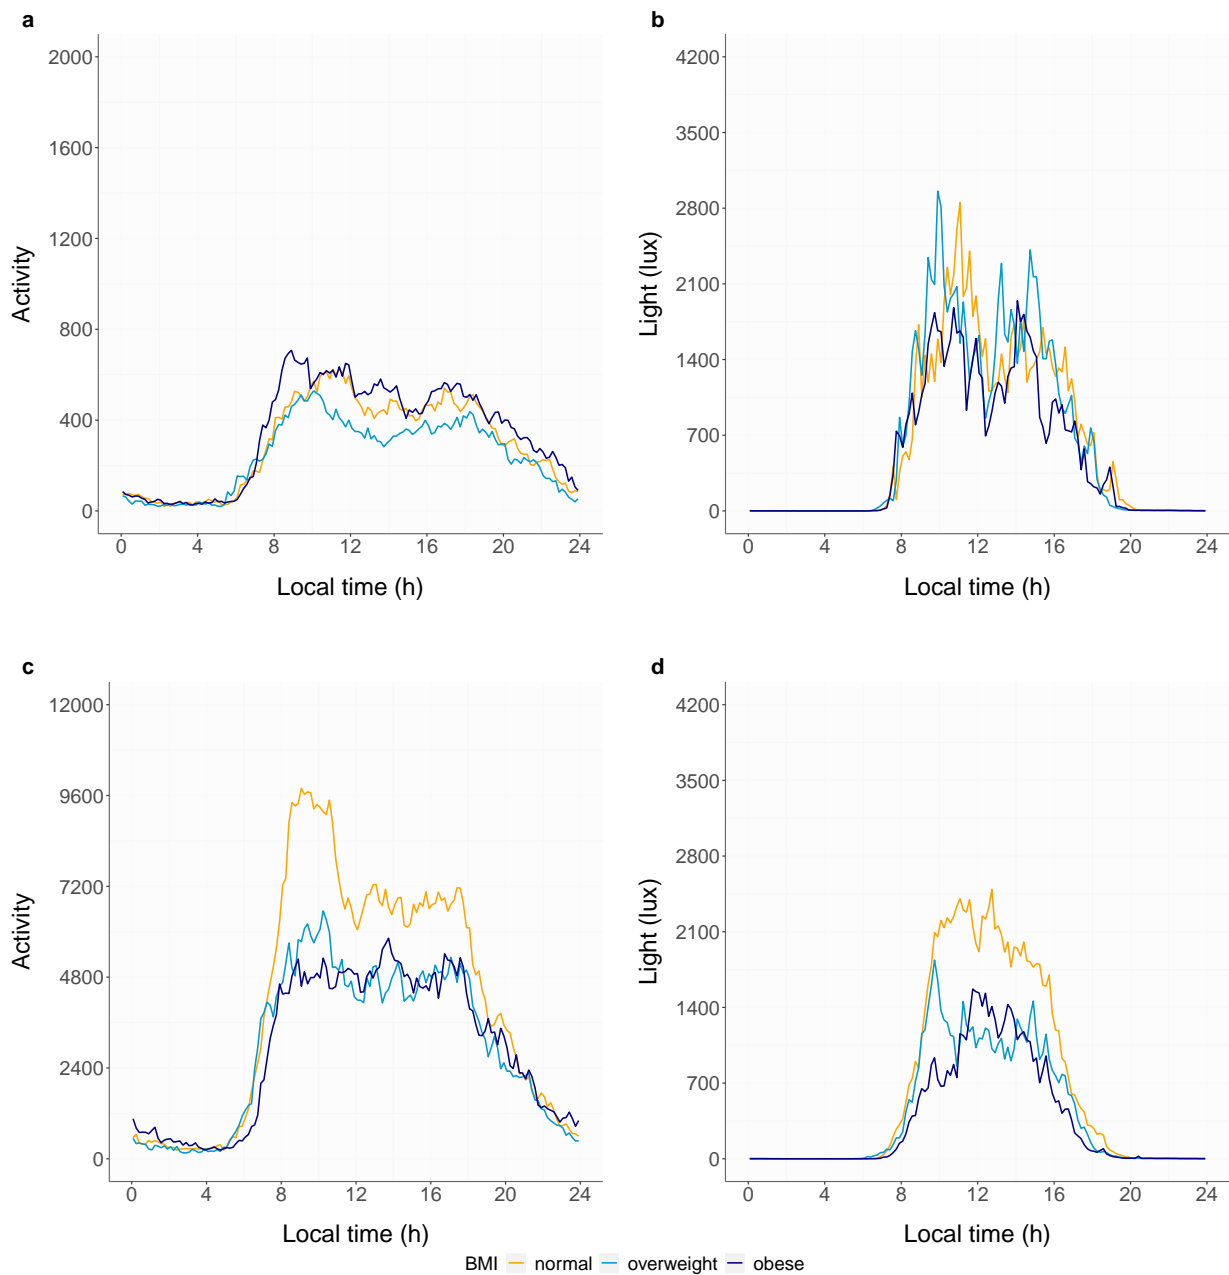 a
2000
1600
1200
800
400
0
Activity
0 4 8 12 16 20 24
Local time (h)
b
4200
3500
2800
2100
1400
700
0
Light (lux)
0 4 8 12 16 20 24
Local time (h)
c
12000
9600
7200
4800
2400
0
Activity
0 4 8 12 16 20 24
Local time (h)
d
4200
3500
2800
2100
1400
700
0
Light (lux)
0 4 8 12 16 20 24
Local time (h)
BMI normal overweight obese